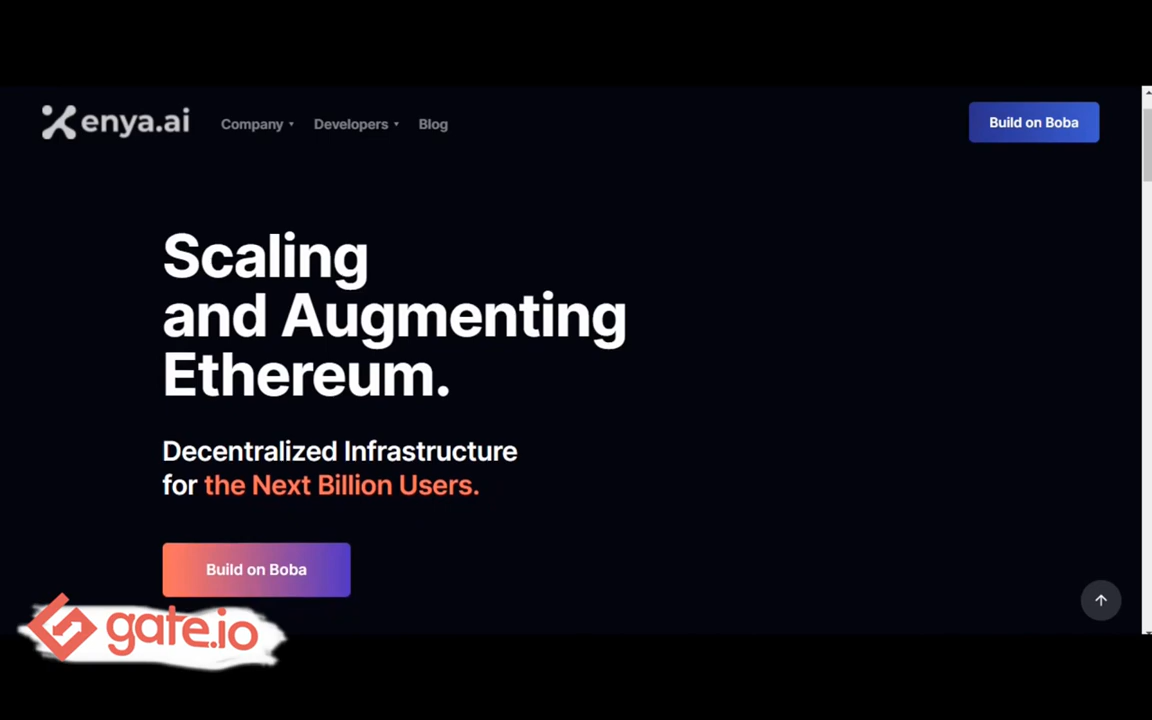 enya.ai
Company
Developers
Blog
Build on Boba
Scaling
and Augmenting
Ethereum.
Decentralized Infrastructure
for the Next Billion Users.
Build on Boba
gate.io